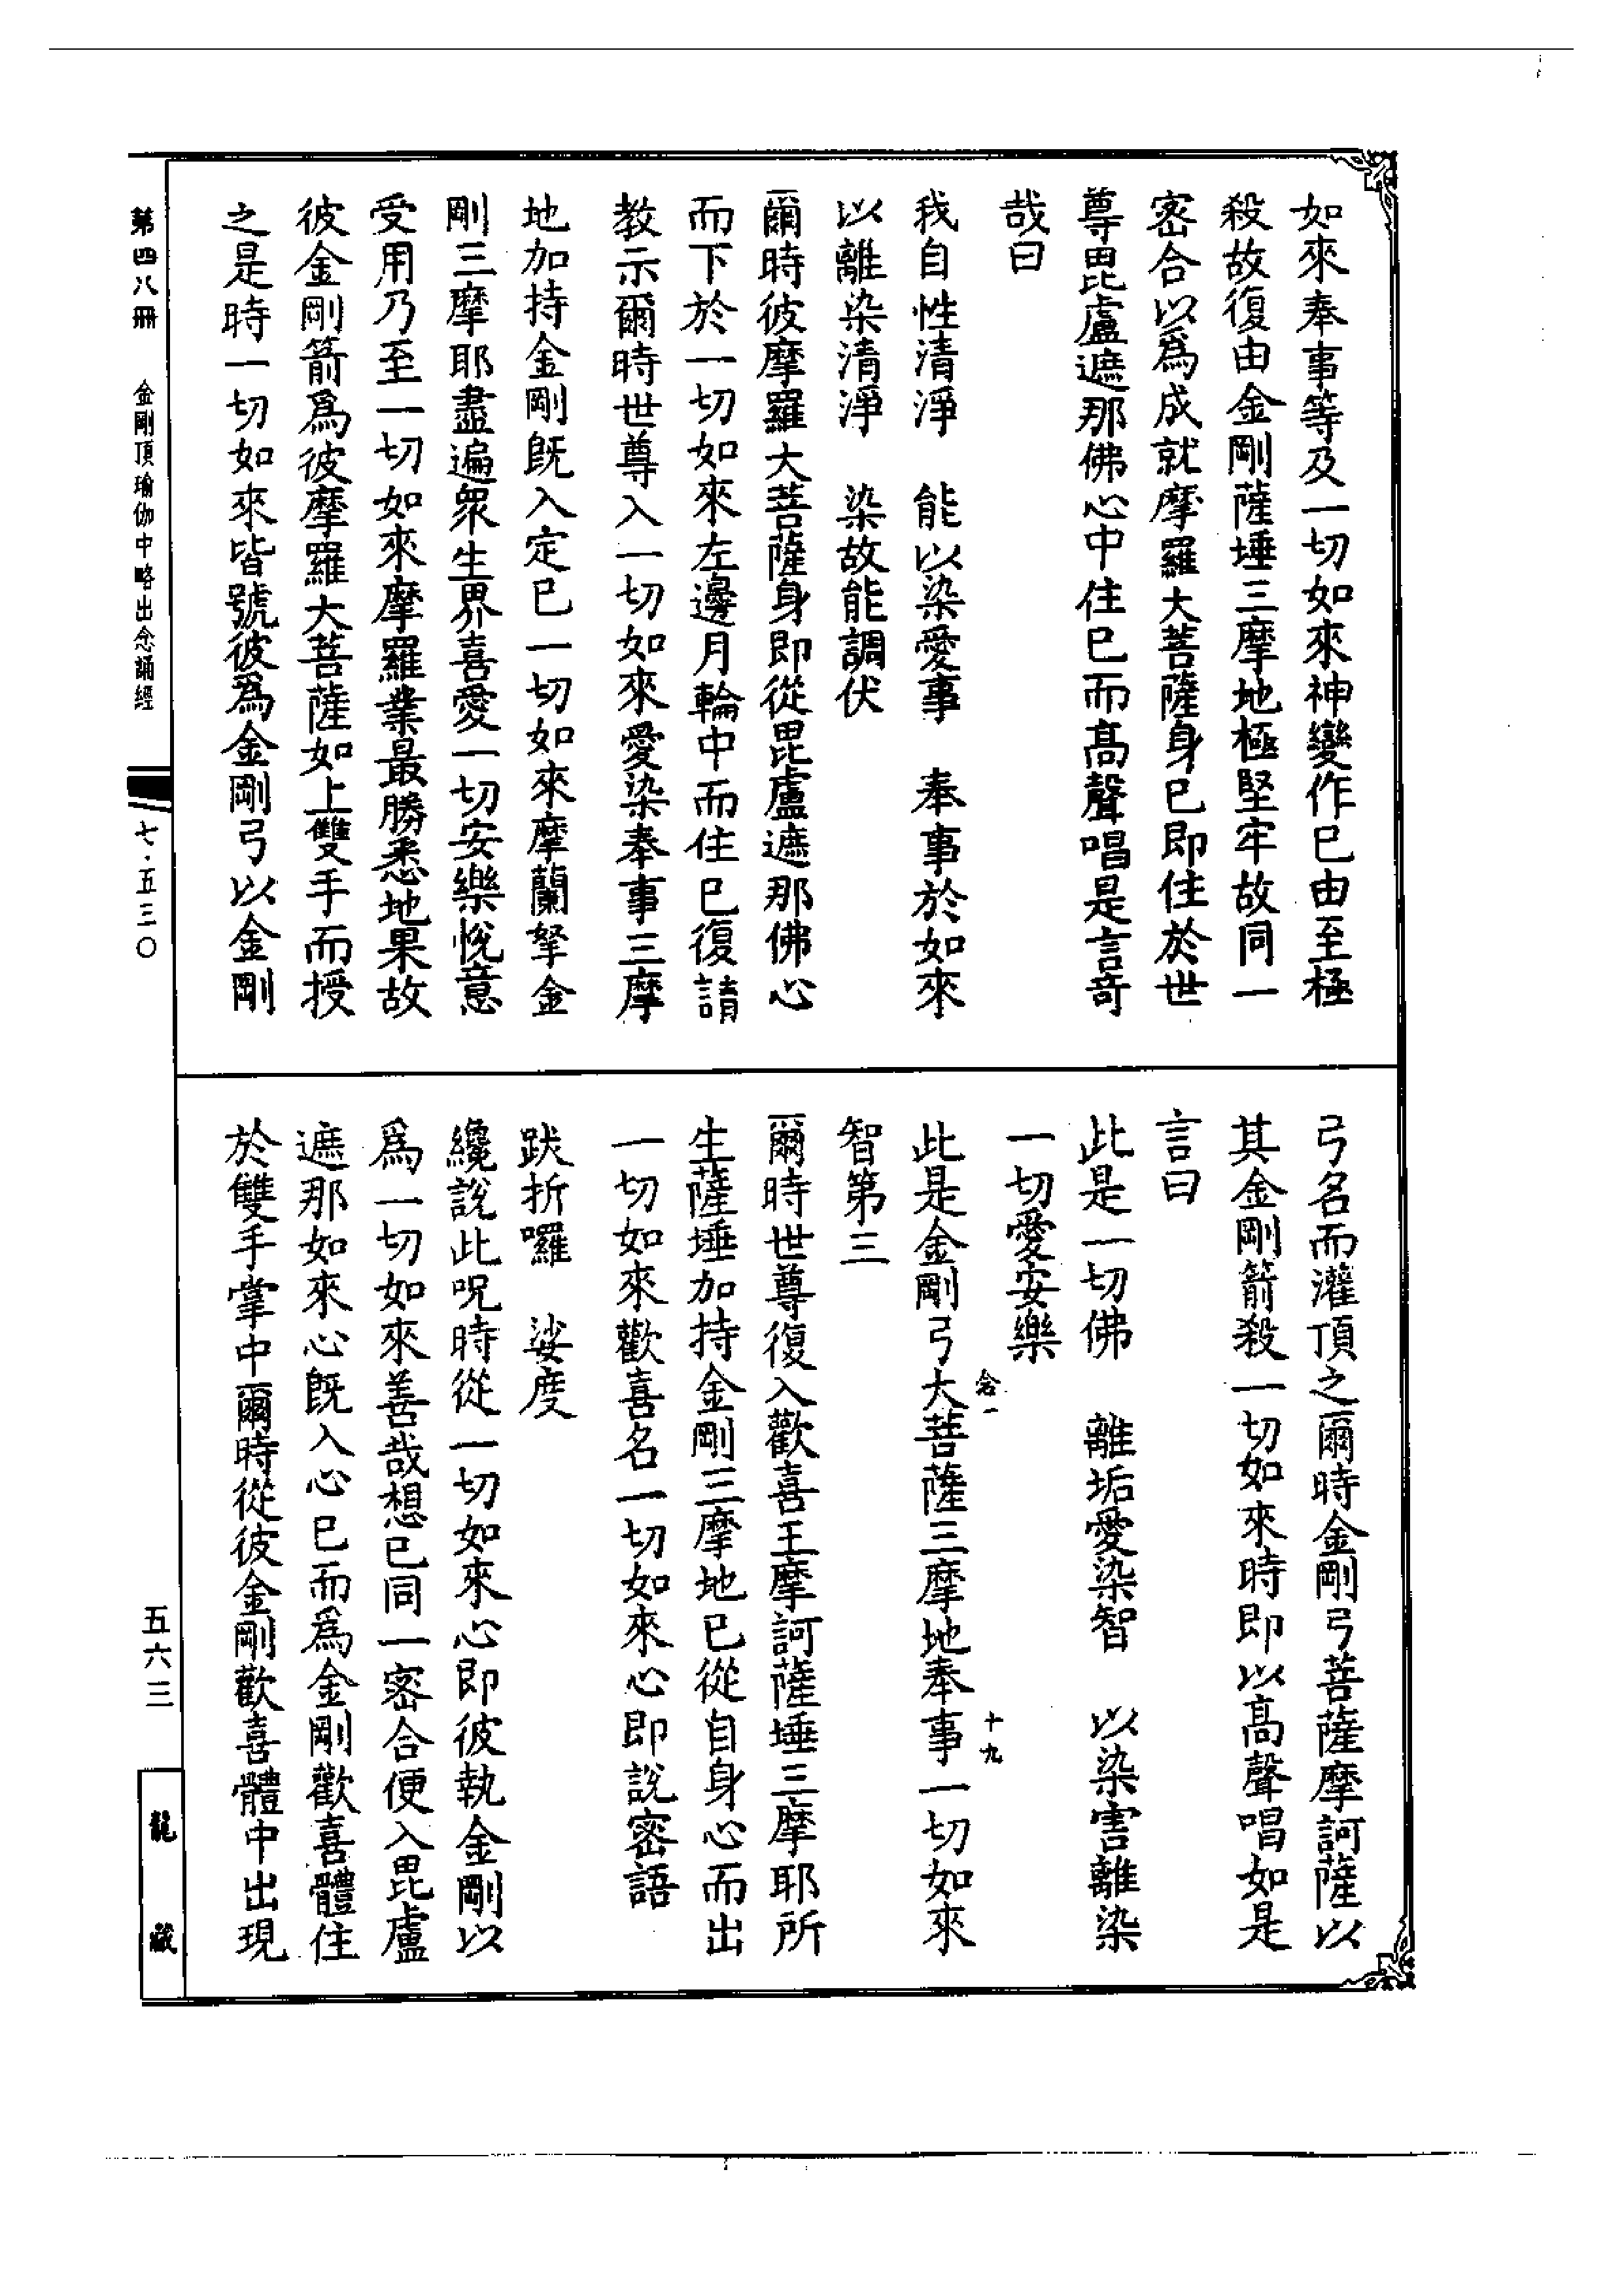 如來奉事等及一切如來神變作已由至極
殺故復由金剛薩埵三摩地極堅牢故同一
密合以爲成就摩羅大菩薩身已即住於世
尊毘盧遮那佛心中住已而高聲唱是言奇
哉曰
我自性清淨　能以染愛事　奉事於如來
以離染清淨　染故能調伏
爾時彼摩羅大菩薩身即從毘盧遮那佛心
而下於一切如來左邊月輪中而住已復請
教示爾時世尊入一切如來愛染奉事三摩
地加持金剛旣入定已一切如來摩蘭拏金
剛三摩耶盡遍衆生界喜愛一切安樂悅意
受用乃至一切如來摩羅業最勝悉地果故
彼金剛箭爲彼摩羅大菩薩如上雙手而授
之是時一切如來皆號彼爲金剛弓以金剛
弓名而灌頂之爾時金剛弓菩薩摩訶薩以
其金剛箭殺一切如來時即以高聲唱如是
言曰
此是一切佛　離垢愛染智　以染害離染
一切愛安樂
念一　十九
此是金剛弓大菩薩三摩地奉事一切如來
智第三
爾時世尊復入歡喜王摩訶薩埵三摩耶所
生薩埵加持金剛三摩地已從自身心而出
一切如來歡喜名一切如來心即說密語
跌折囉　娑度
纔說此呪時從一切如來心即彼執金剛以
爲一切如來善哉想已同一密合便入毘盧
遮那如來心旣入心已而爲金剛歡喜體住
於雙手掌中爾時從彼金剛歡喜體中出現
第四八冊　金剛頂瑜伽中略出念誦經
七·五三〇
五六三
龍藏